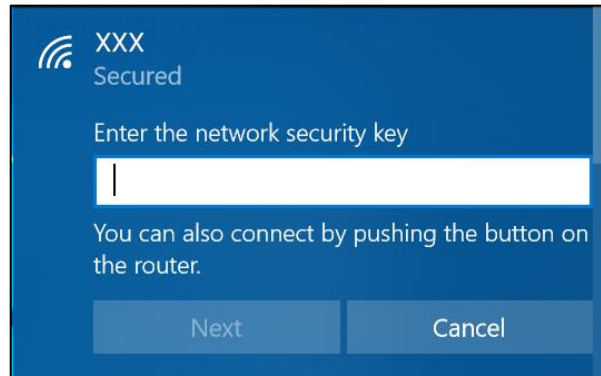 XXX
Secured
Enter the network security key
You can also connect by pushing the button on
the router.
Next
Cancel